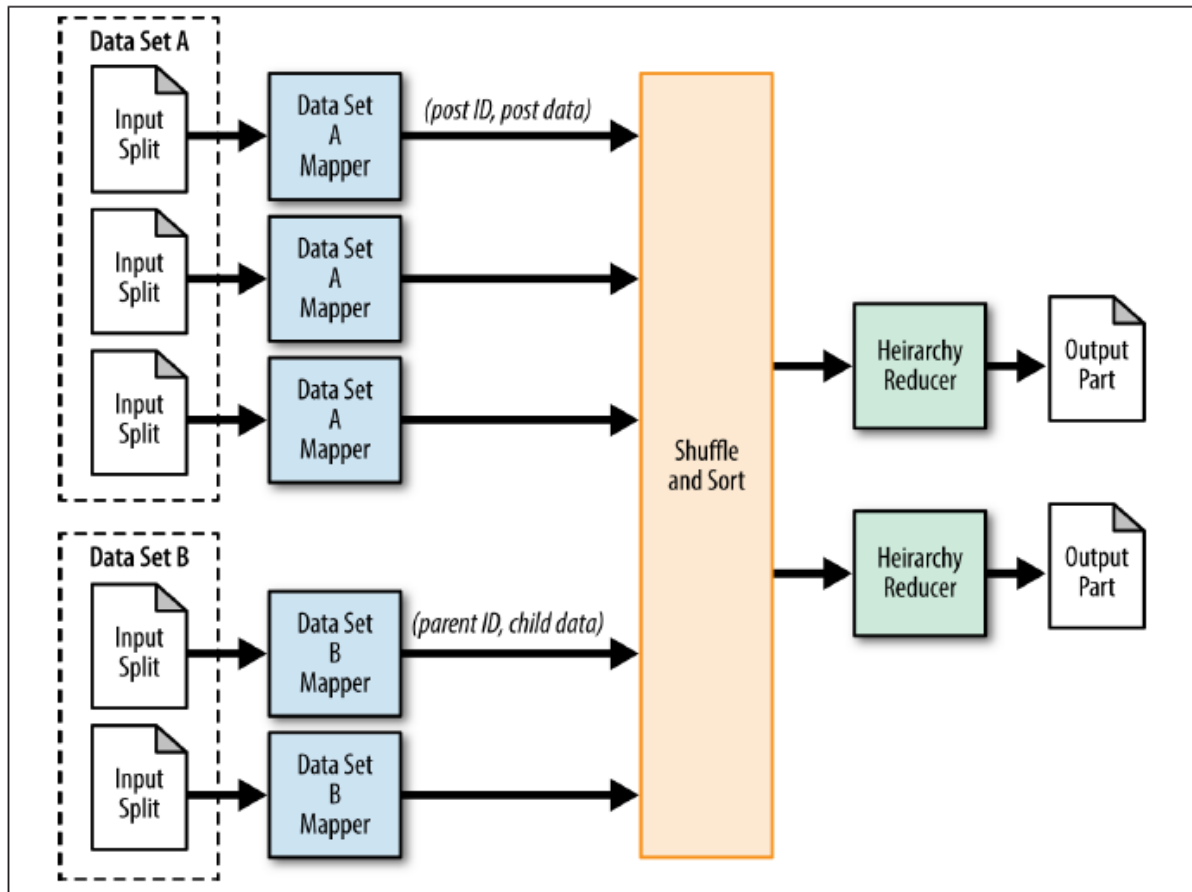 Data Set A
Input
Split
Data Set
A
Mapper
(post ID, post data)
Input
Split
Data Set
A
Mapper
Input
Split
Data Set
A
Mapper
Shuffle
and Sort
Heirarchy
Reducer
Output
Part
Heirarchy
Reducer
Output
Part
Data Set B
Input
Split
Data Set
B
Mapper
(parent ID, child data)
Input
Split
Data Set
B
Mapper